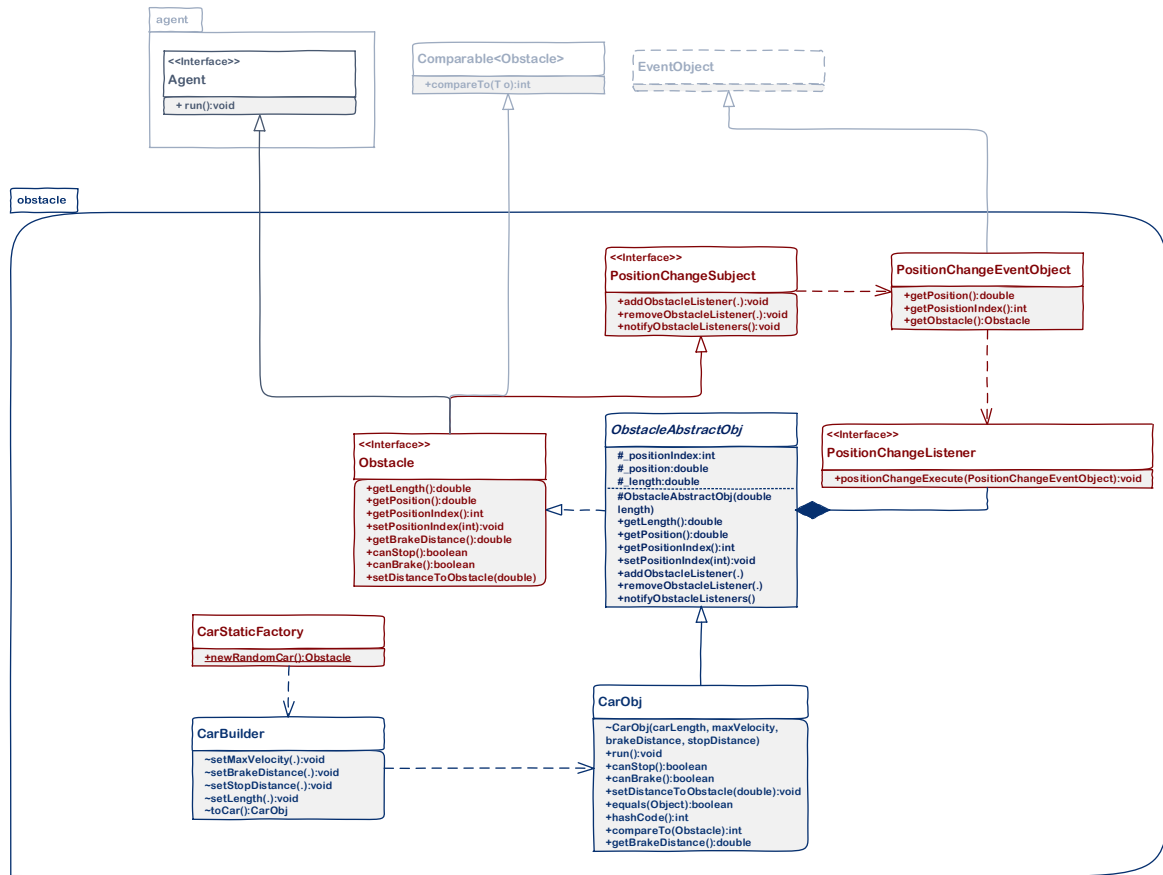 agent
<<Interface>>
Agent
+ run():void
Comparable<Obstacle>
+compareTo(T o):int
EventObject
obstacle
<<Interface>>
PositionChangeSubject
+addObstacleListener(.):void
+removeObstacleListener(.):void
+notifyObstacleListeners():void
PositionChangeEventObject
+getPosition():double
+getPosistionIndex():int
+getObstacle():Obstacle
<<Interface>>
Obstacle
+getLength():double
+getPosition():double
+getPositionIndex():int
+setPositionIndex(int):void
+getBrakeDistance():double
+canStop():boolean
+canBrake():boolean
+setDistanceToObstacle(double)
ObstacleAbstractObj
#_positionIndex:int
#_position:double
#_length:double
#ObstacleAbstractObj(double
length)
+getLength():double
+getPosition():double
+getPositionIndex():int
+setPositionIndex(int):void
+addObstacleListener(.)
+removeObstacleListener(.)
+notifyObstacleListeners()
<<Interface>>
PositionChangeListener
+positionChangeExecute(PositionChangeEventObject):void
CarStaticFactory
+newRandomCar():Obstacle
CarBuilder
~setMaxVelocity(.):void
~setBrakeDistance(.):void
~setStopDistance(.):void
~setLength(.):void
~toCar():CarObj
CarObj
~CarObj(carLength, maxVelocity,
brakeDistance, stopDistance)
+run():void
+canStop():boolean
+canBrake():boolean
+setDistanceToObstacle(double):void
+equals(Object):boolean
+hashCode():int
+compareTo(Obstacle):int
+getBrakeDistance():double